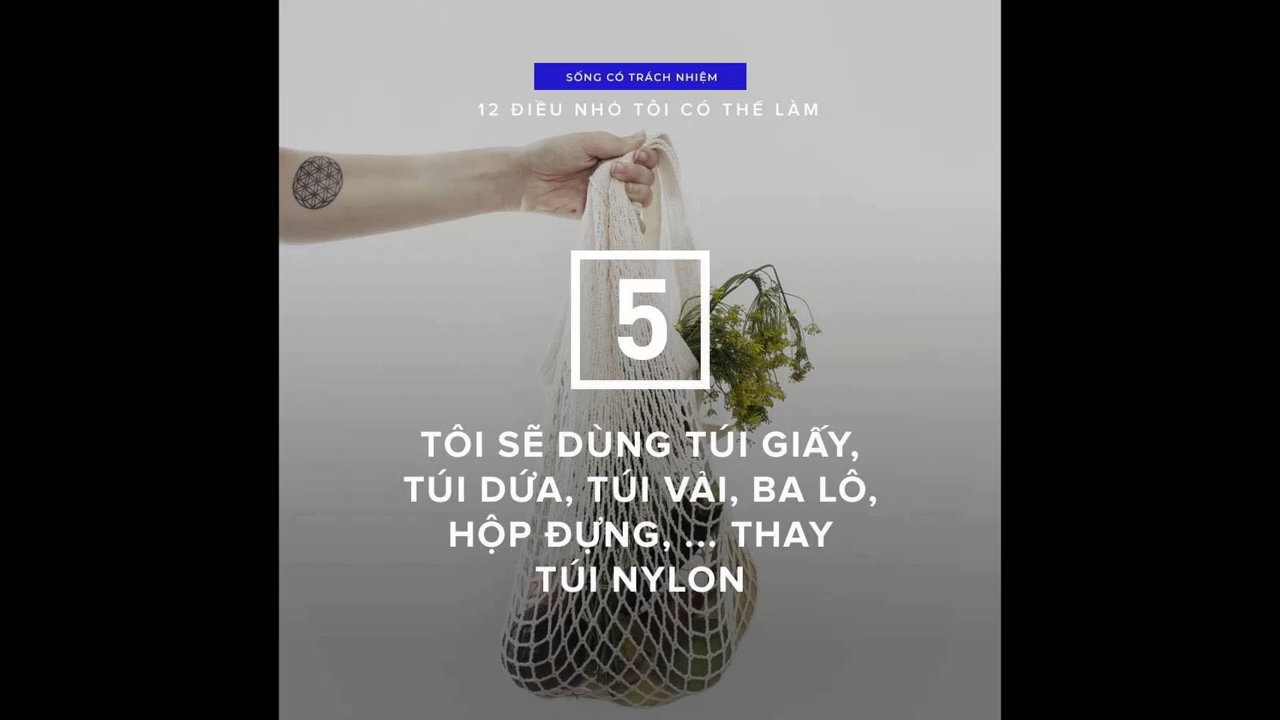 SỐNG CÓ TRÁCH NHIỆM
12 ĐIỀU NHỎ TÔI CÓ THỂ LÀM
5
TÔI SẼ DÙNG TÚI GIẤY,
TÚI DỨA, TÚI VẢI, BA LÔ,
HỘP ĐỰNG, ... THAY
TÚI NYLON